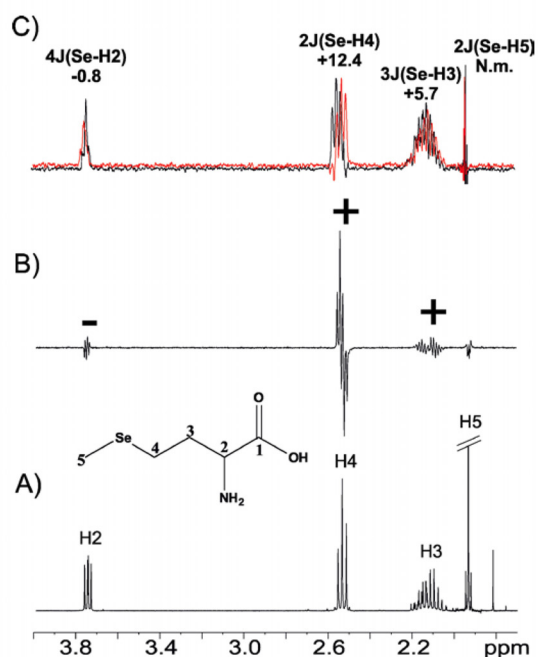 C)
4J(Se-H2)
-0.8
2J(Se-H4)
+12.4
3J(Se-H3)
+5.7
2J(Se-H5)
N.m.
B)
-
+
+
A)
H2
H4
H3
H5
5
Se
4
3
2
1
O
OH
NH2
3.8 3.4 3.0 2.6 2.2 ppm